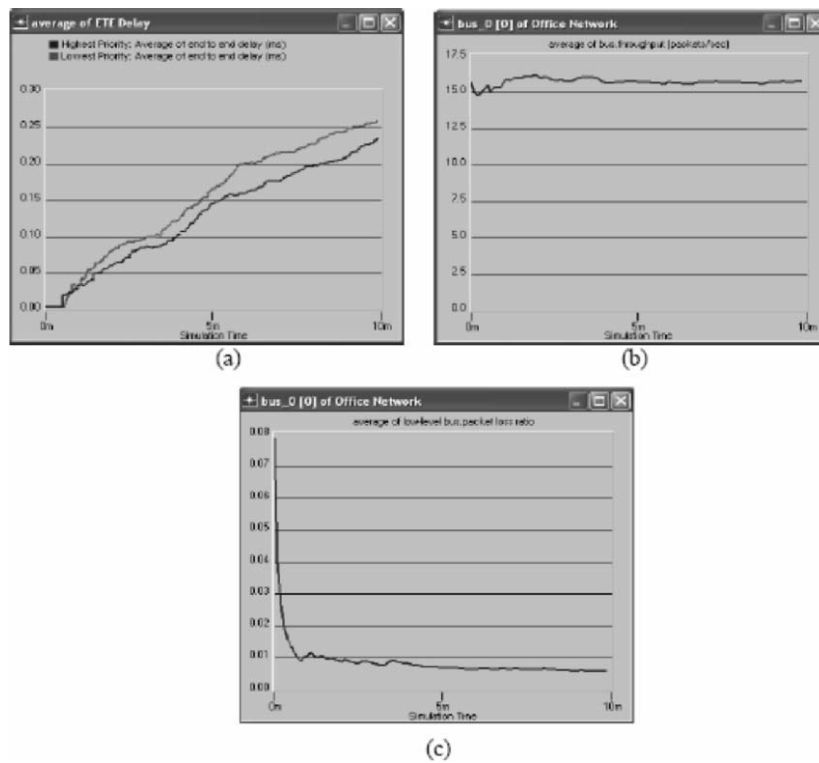 average of ETE Delay
Highest Priority: Average of end to end delay (ms)
Lowest Priority: Average of end to end delay (ms)
0.30
0.25
0.20
0.15
0.10
0.05
0.00
0m 5m 10m
Simulation Time
(a)
bus_0 [0] of Office Network
average of bus.throughput (packets/sec)
17.5
15.0
12.5
10.0
7.5
5.0
2.5
0.0
0m 5m 10m
Simulation Time
(b)
bus_0 [0] of Office Network
average of low-level bus.packet loss ratio
0.08
0.07
0.06
0.05
0.04
0.03
0.02
0.01
0.00
0m 5m 10m
Simulation Time
(c)